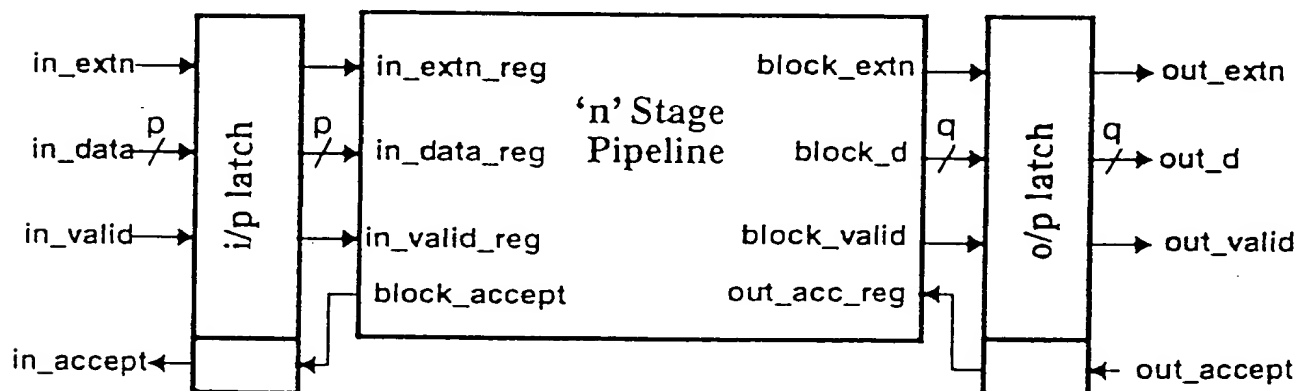 in_extn
in_data
in_valid
in_accept
p
i/p latch
p
in_extn_reg
in_data_reg
in_valid_reg
block_accept
‘n’ Stage
Pipeline
block_extn
block_d
block_valid
out_acc_reg
q
o/p latch
q
out_extn
out_d
out_valid
out_accept